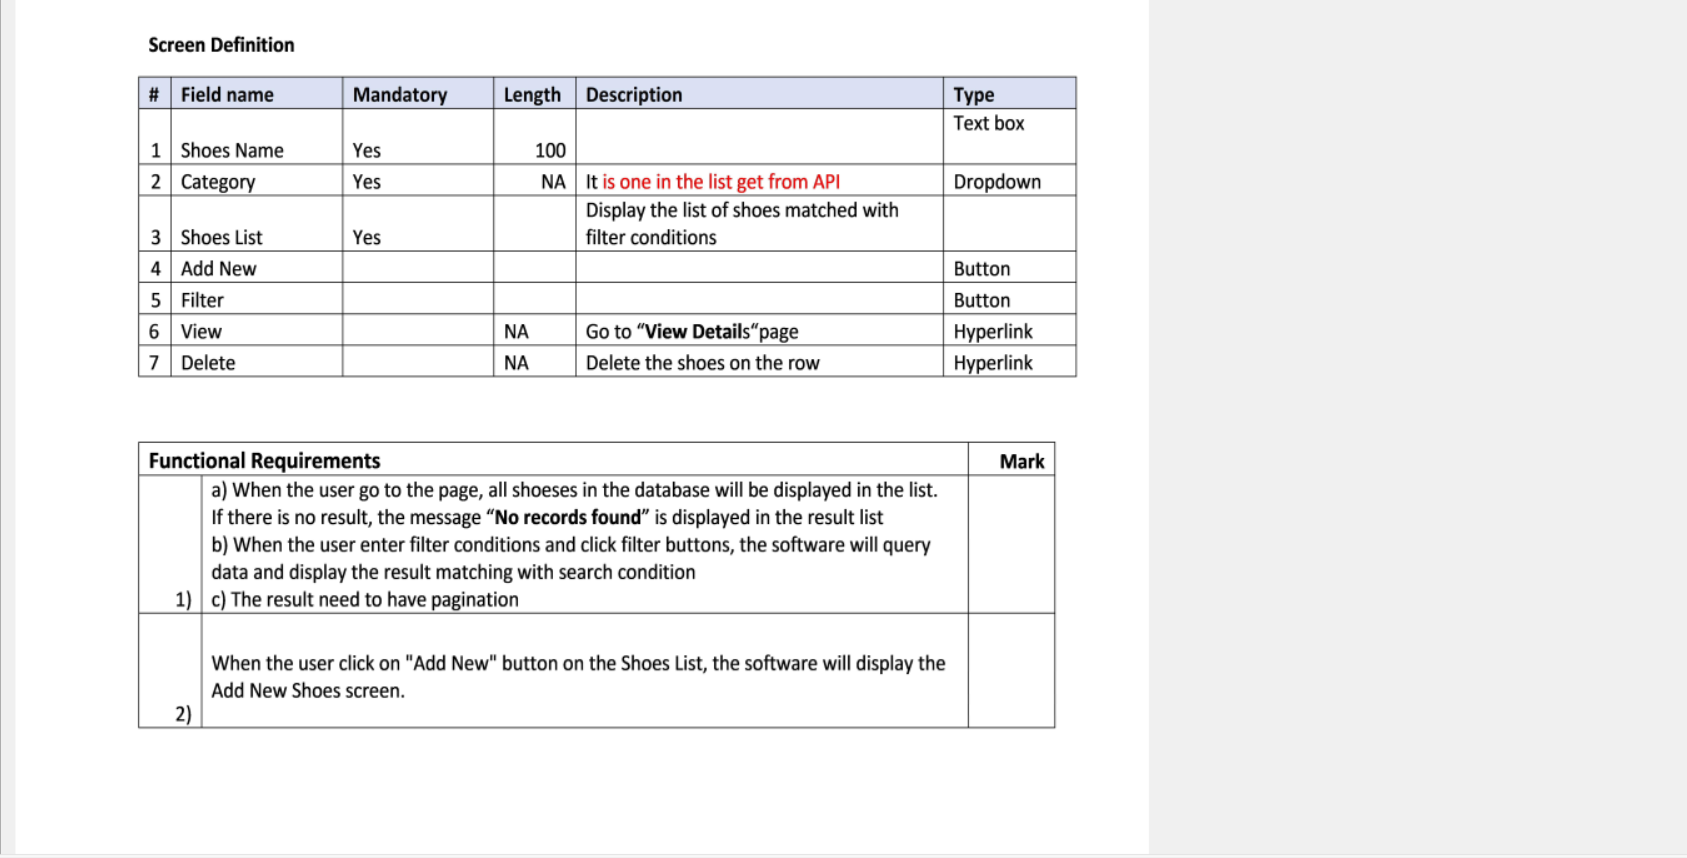 Screen Definition
# Field name Mandatory Length Description Type
1 Shoes Name Yes 100 Text box
2 Category Yes NA It is one in the list get from API Dropdown
3 Shoes List Yes Display the list of shoes matched with
filter conditions
4 Add New Button
5 Filter Button
6 View NA Go to “View Details“page Hyperlink
7 Delete NA Delete the shoes on the row Hyperlink
Functional Requirements Mark
a) When the user go to the page, all shoeses in the database will be displayed in the list.
If there is no result, the message “No records found” is displayed in the result list
b) When the user enter filter conditions and click filter buttons, the software will query
data and display the result matching with search condition
1) c) The result need to have pagination
When the user click on "Add New" button on the Shoes List, the software will display the
Add New Shoes screen.
2)